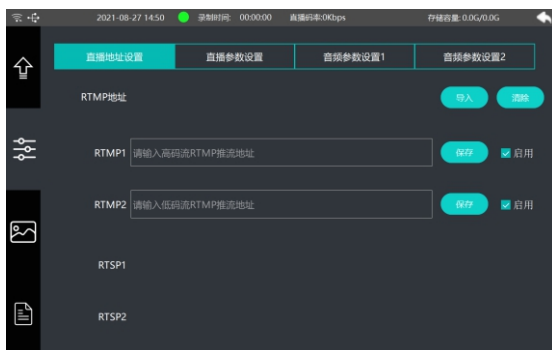 2021-08-27 14:50 录制时间: 00:00:00 直播码率:0Kbps 存储容量:0.0G/0.0G
直播地址设置 直播参数设置 音频参数设置1 音频参数设置2
RTMP地址 导入 清除
RTMP1 请输入高码流RTMP推流地址 保存 启用
RTMP2 请输入低码流RTMP推流地址 保存 启用
RTSP1
RTSP2